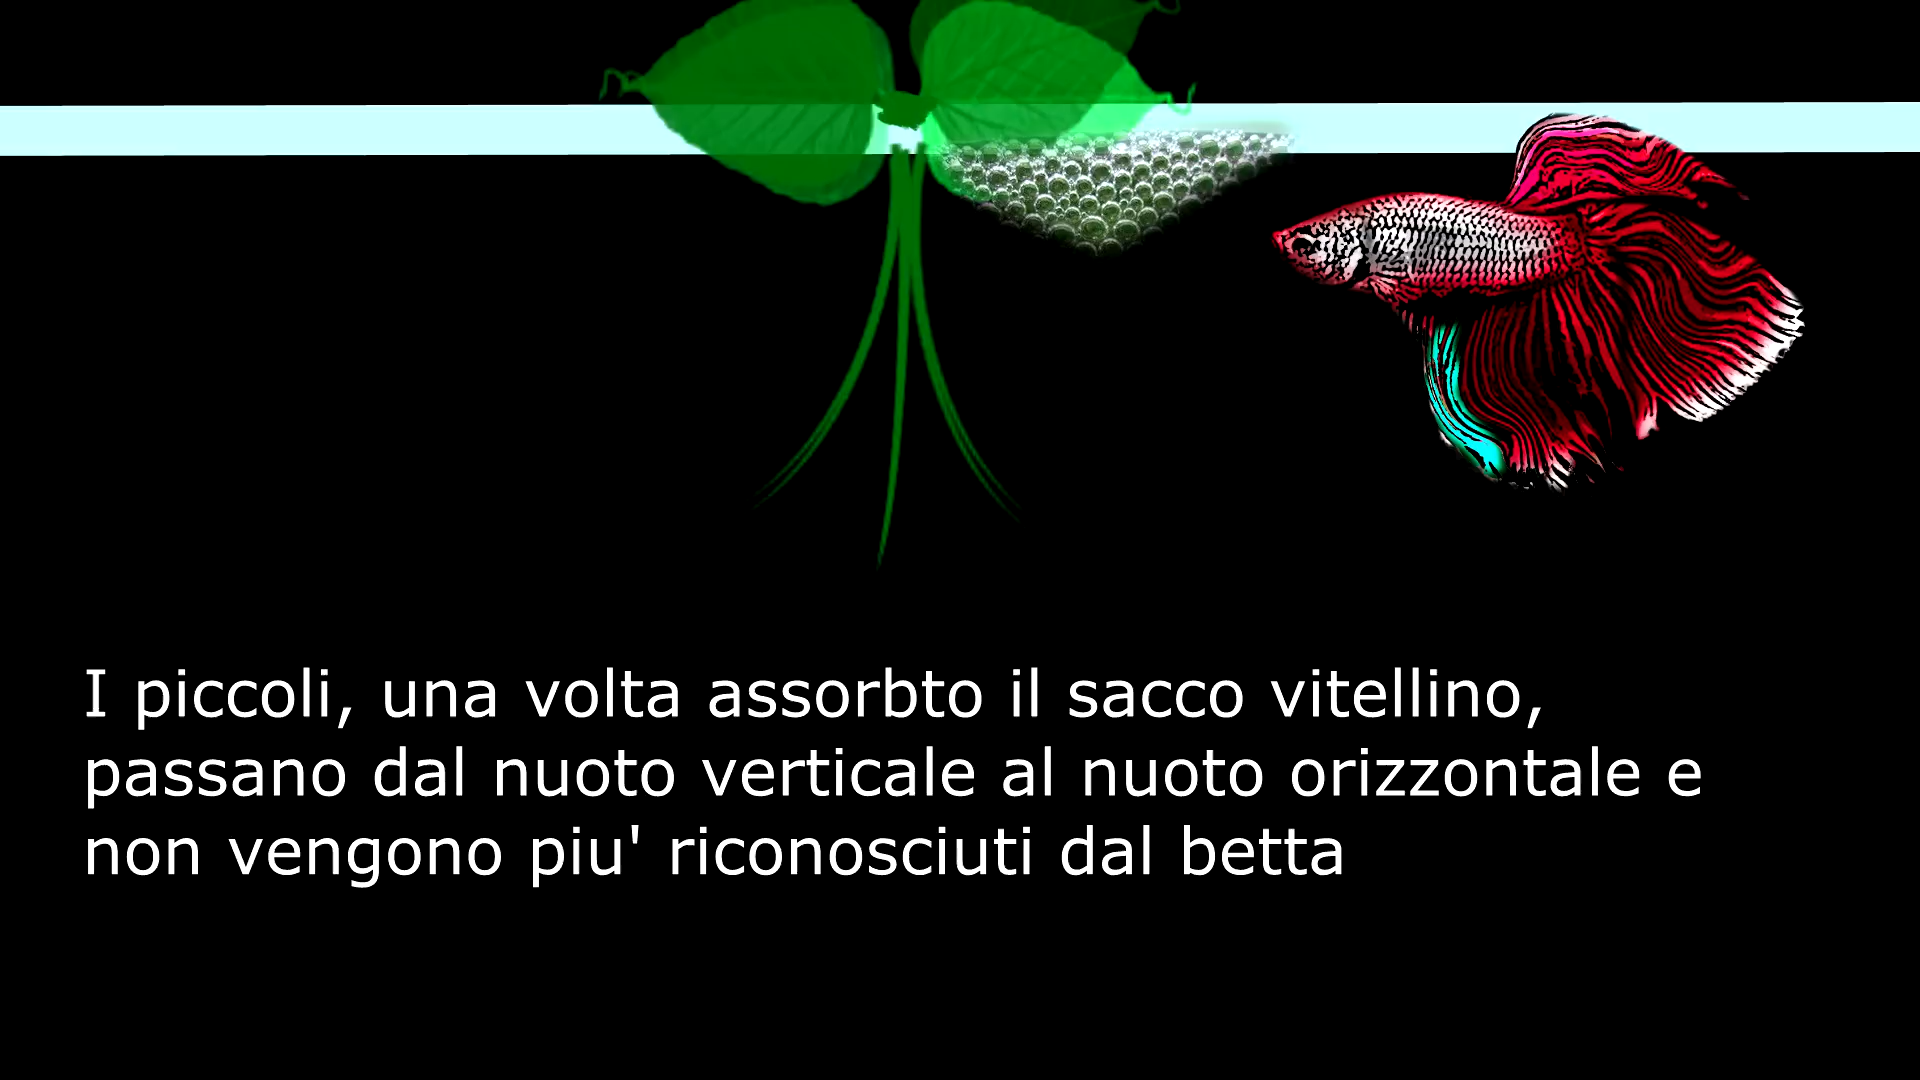 I piccoli, una volta assorbto il sacco vitellino,
passano dal nuoto verticale al nuoto orizzontale e
non vengono piu' riconosciuti dal betta